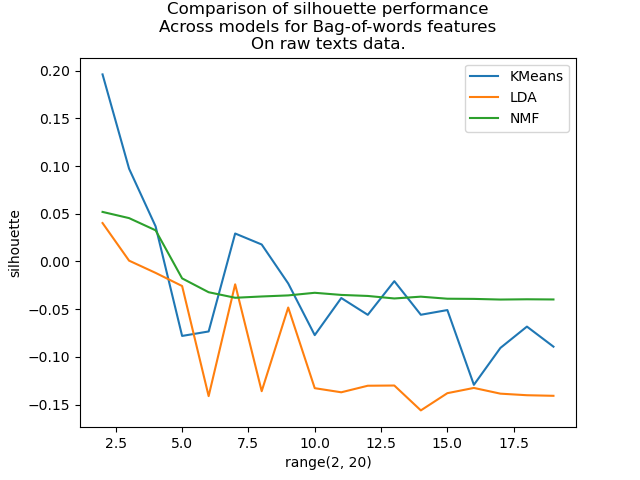 Comparison of silhouette performance
Across models for Bag-of-words features
On raw texts data.
KMeans
LDA
NMF
silhouette
0.20
0.15
0.10
0.05
0.00
−0.05
−0.10
−0.15
2.5 5.0 7.5 10.0 12.5 15.0 17.5
range(2, 20)